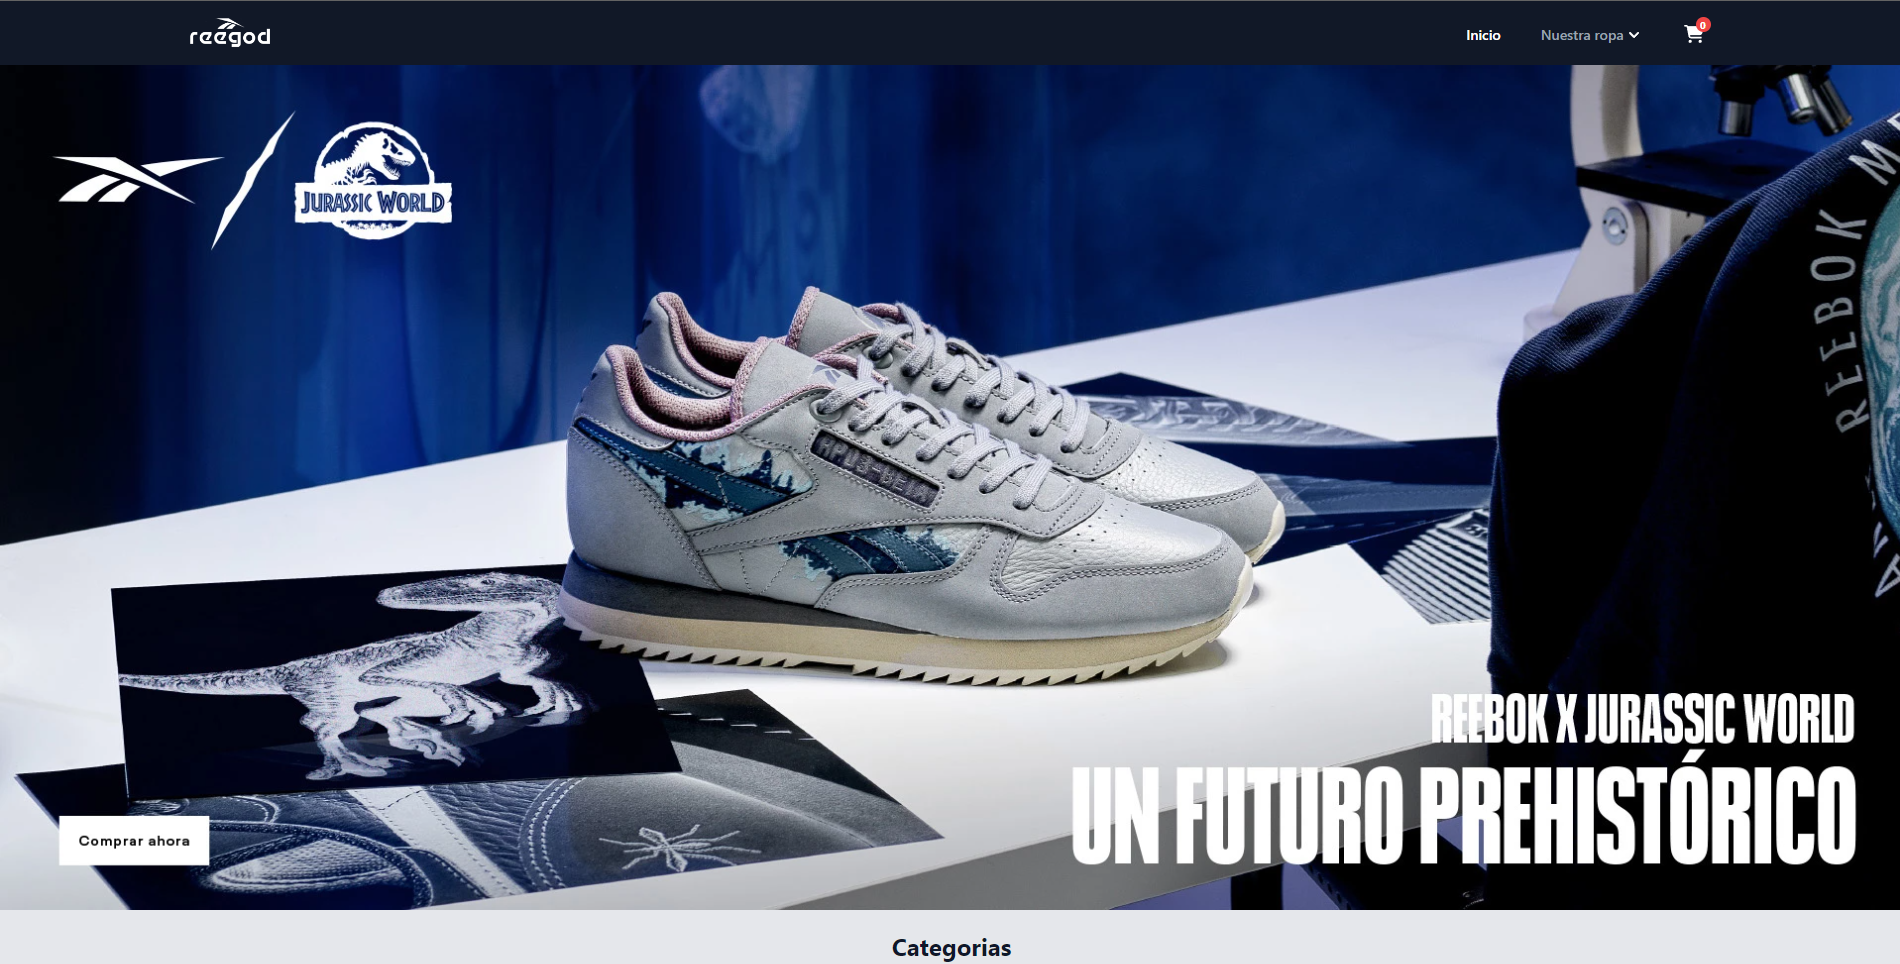 reegod
Inicio
Nuestra ropa
0
JURASSIC WORLD
REEBOK
REEBOK X JURASSIC WORLD
UN FUTURO PREHISTÓRICO
Comprar ahora
Categorias